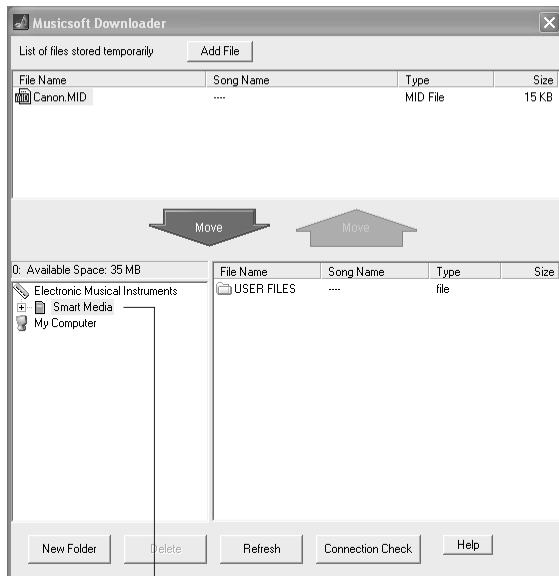 Musicsoft Downloader
List of files stored temporarily Add File
File Name Song Name Type Size
Canon.MID ---- MID File 15 KB
Move Move
0: Available Space: 35 MB
Electronic Musical Instruments
Smart Media
My Computer
File Name Song Name Type Size
USER FILES ---- file
New Folder Delete Refresh Connection Check Help